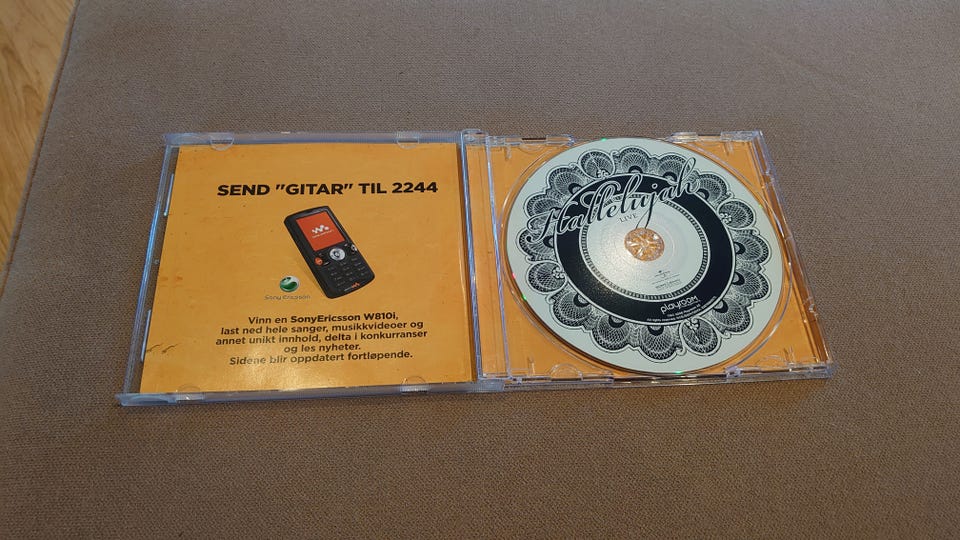 SEND "GITAR" TIL 2244
Sony Ericsson
Vinn en SonyEricsson W810i,
last ned hele sanger, musikkvideoer og
annet unikt innhold, delta i konkurranser
og les nyheter.
Sidene blir oppdatert fortløpende.
Hallelujah
LIVE
playroom